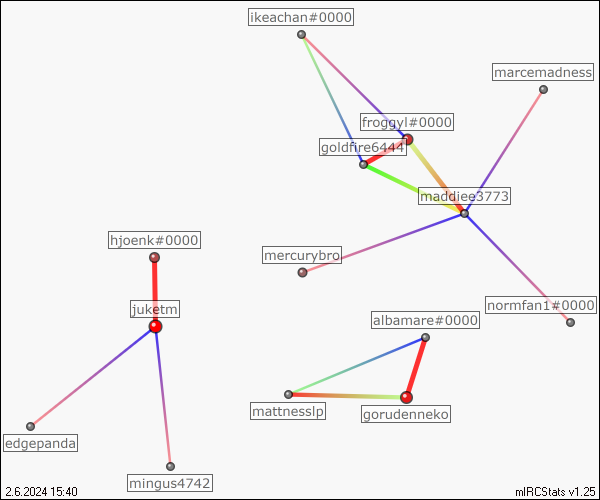 ikeachan#0000
marcemadness
froggyl#0000
goldfire6444
maddiee3773
hjoenk#0000
mercurybro
juketm
normfan1#0000
albamare#0000
mattnesslp
gorudenneko
edgepanda
mingus4742
2.6.2024 15:40
mIRCStats v1.25